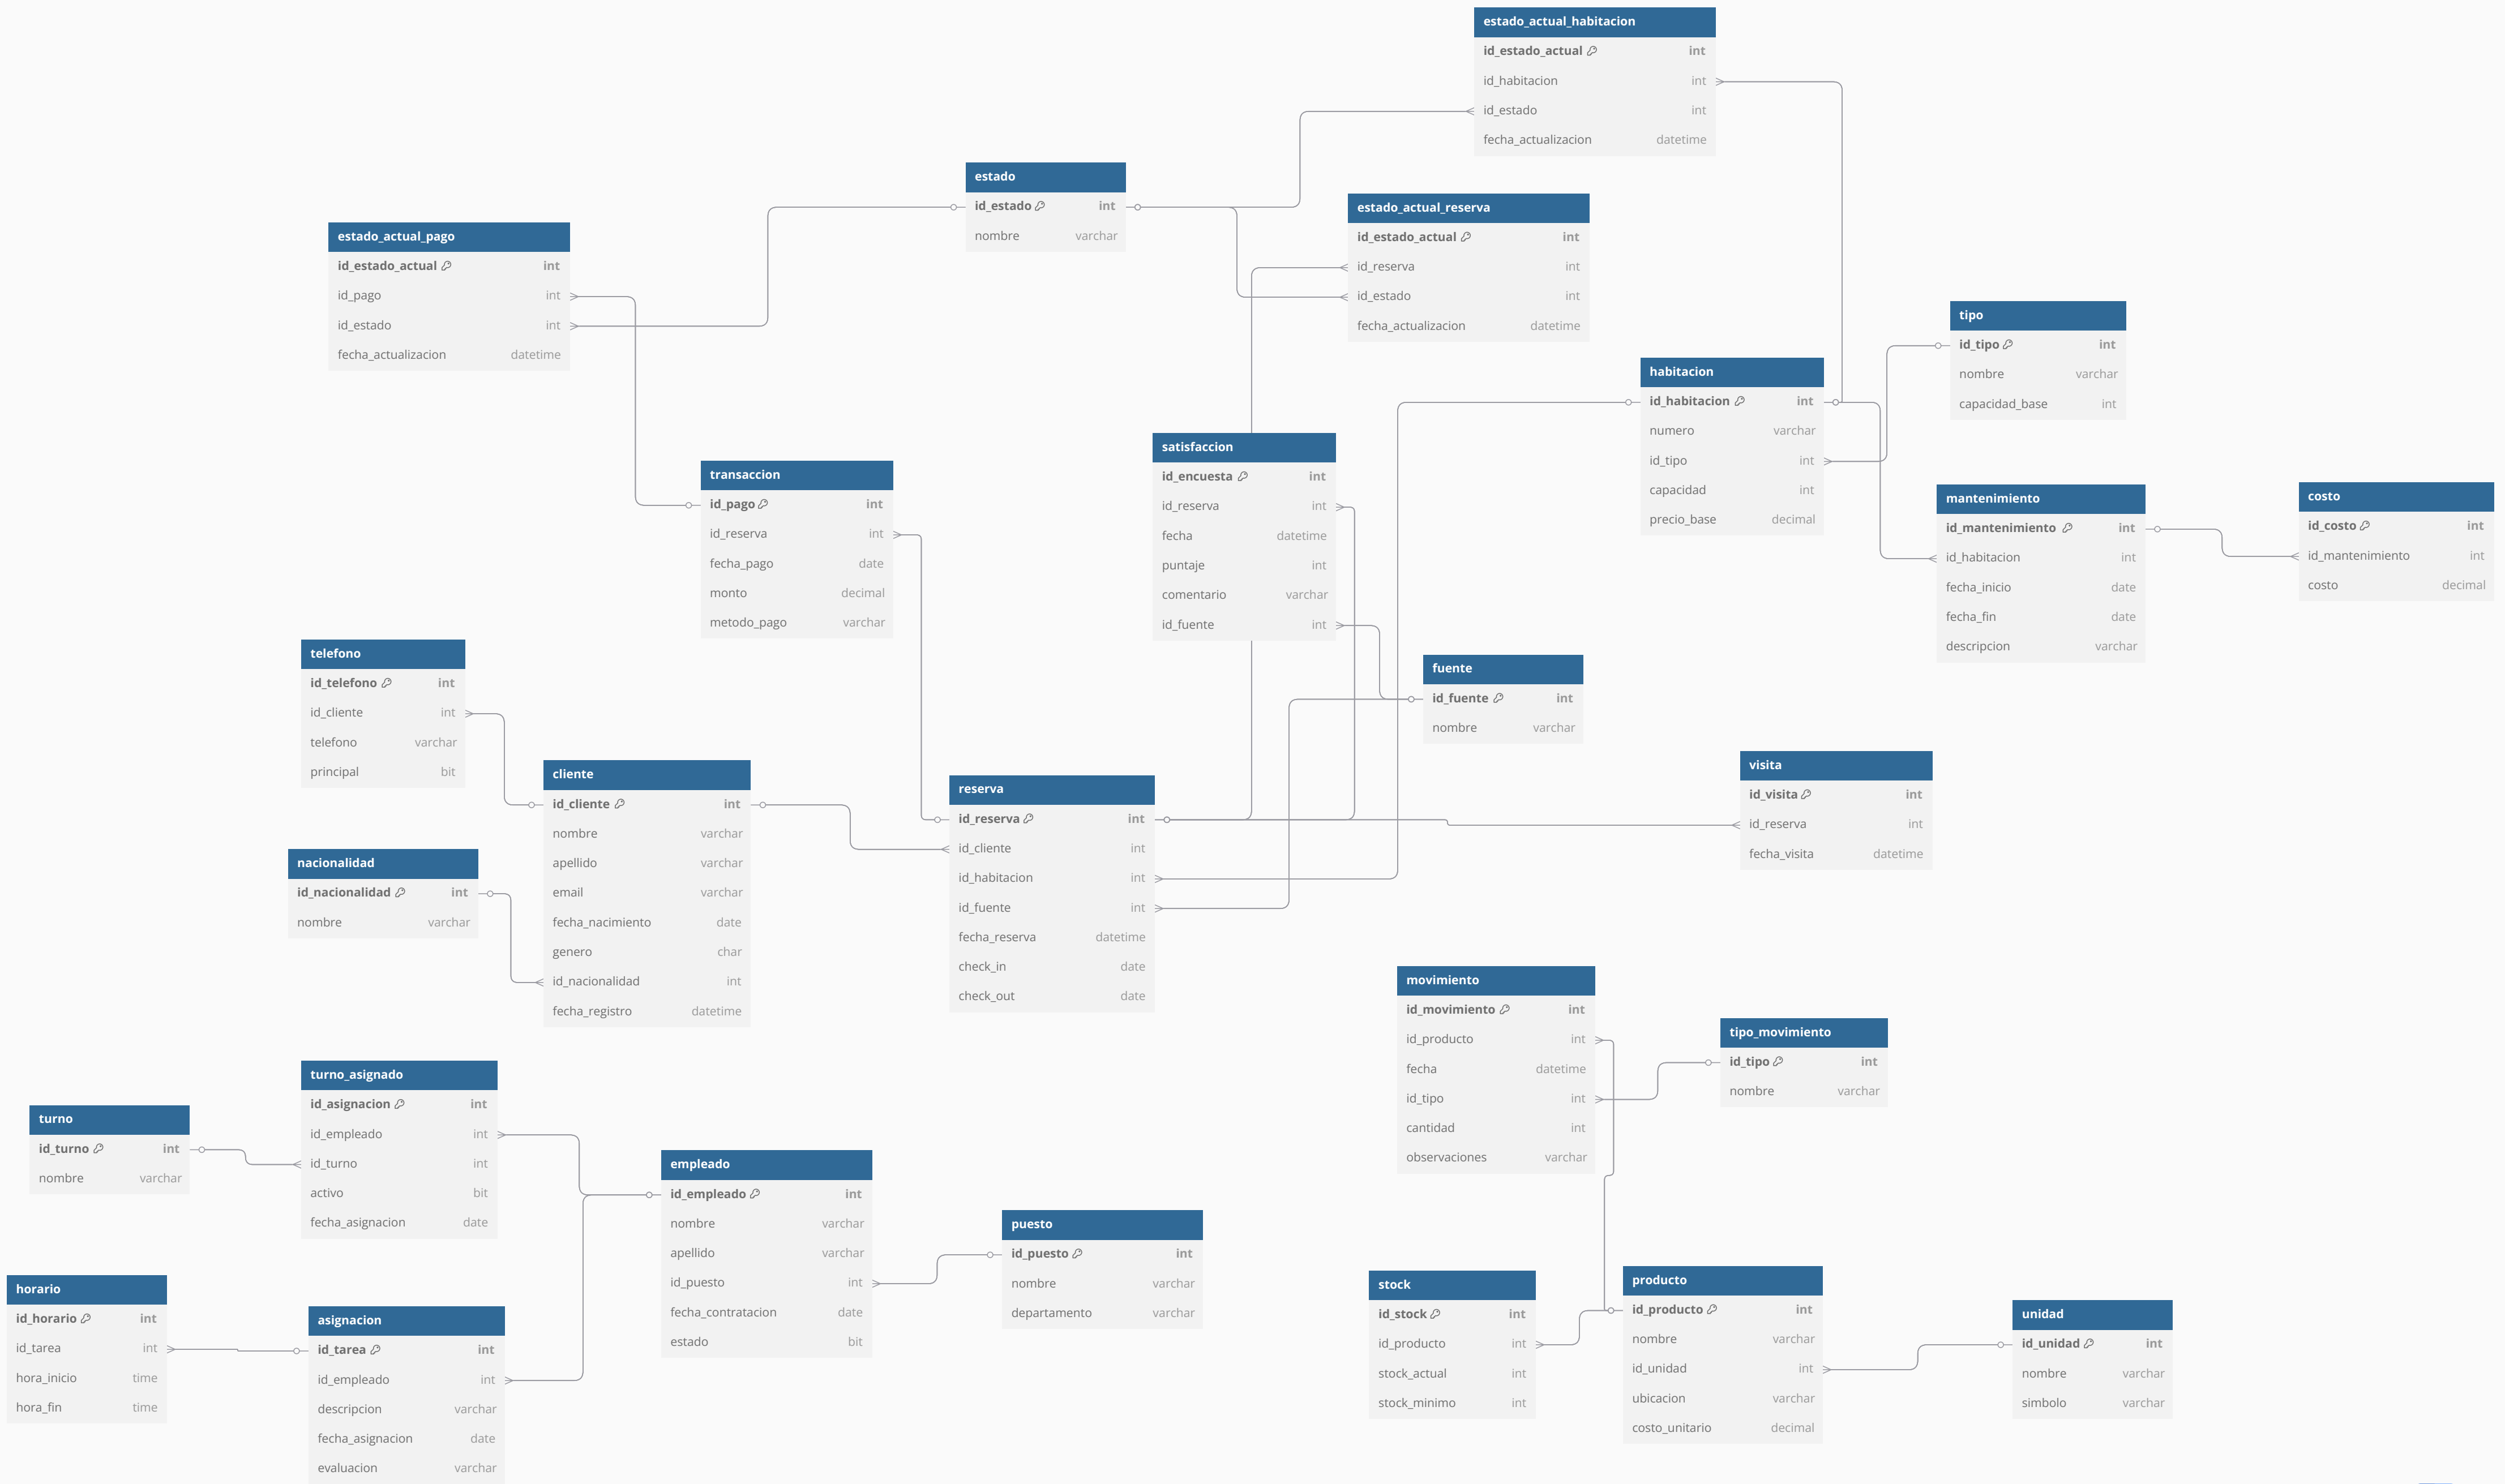 estado_actual_habitacion
id_estado_actual int
id_habitacion int
id_estado int
fecha_actualizacion datetime
estado
id_estado int
nombre varchar
estado_actual_reserva
id_estado_actual int
id_reserva int
id_estado int
fecha_actualizacion datetime
estado_actual_pago
id_estado_actual int
id_pago int
id_estado int
fecha_actualizacion datetime
tipo
id_tipo int
nombre varchar
capacidad_base int
habitacion
id_habitacion int
numero varchar
id_tipo int
capacidad int
precio_base decimal
satisfaccion
id_encuesta int
id_reserva int
fecha datetime
puntaje int
comentario varchar
id_fuente int
transaccion
id_pago int
id_reserva int
fecha_pago date
monto decimal
metodo_pago varchar
mantenimiento
id_mantenimiento int
id_habitacion int
fecha_inicio date
fecha_fin date
descripcion varchar
costo
id_costo int
id_mantenimiento int
costo decimal
telefono
id_telefono int
id_cliente int
telefono varchar
principal bit
fuente
id_fuente int
nombre varchar
cliente
id_cliente int
nombre varchar
apellido varchar
email varchar
fecha_nacimiento date
genero char
id_nacionalidad int
fecha_registro datetime
reserva
id_reserva int
id_cliente int
id_habitacion int
id_fuente int
fecha_reserva datetime
check_in date
check_out date
visita
id_visita int
id_reserva int
fecha_visita datetime
nacionalidad
id_nacionalidad int
nombre varchar
movimiento
id_movimiento int
id_producto int
fecha datetime
id_tipo int
cantidad int
observaciones varchar
tipo_movimiento
id_tipo int
nombre varchar
turno_asignado
id_asignacion int
id_empleado int
id_turno int
activo bit
fecha_asignacion date
turno
id_turno int
nombre varchar
empleado
id_empleado int
nombre varchar
apellido varchar
id_puesto int
fecha_contratacion date
estado bit
puesto
id_puesto int
nombre varchar
departamento varchar
horario
id_horario int
id_tarea int
hora_inicio time
hora_fin time
asignacion
id_tarea int
id_empleado int
descripcion varchar
fecha_asignacion date
evaluacion varchar
stock
id_stock int
id_producto int
stock_actual int
stock_minimo int
producto
id_producto int
nombre varchar
id_unidad int
ubicacion varchar
costo_unitario decimal
unidad
id_unidad int
nombre varchar
simbolo varchar